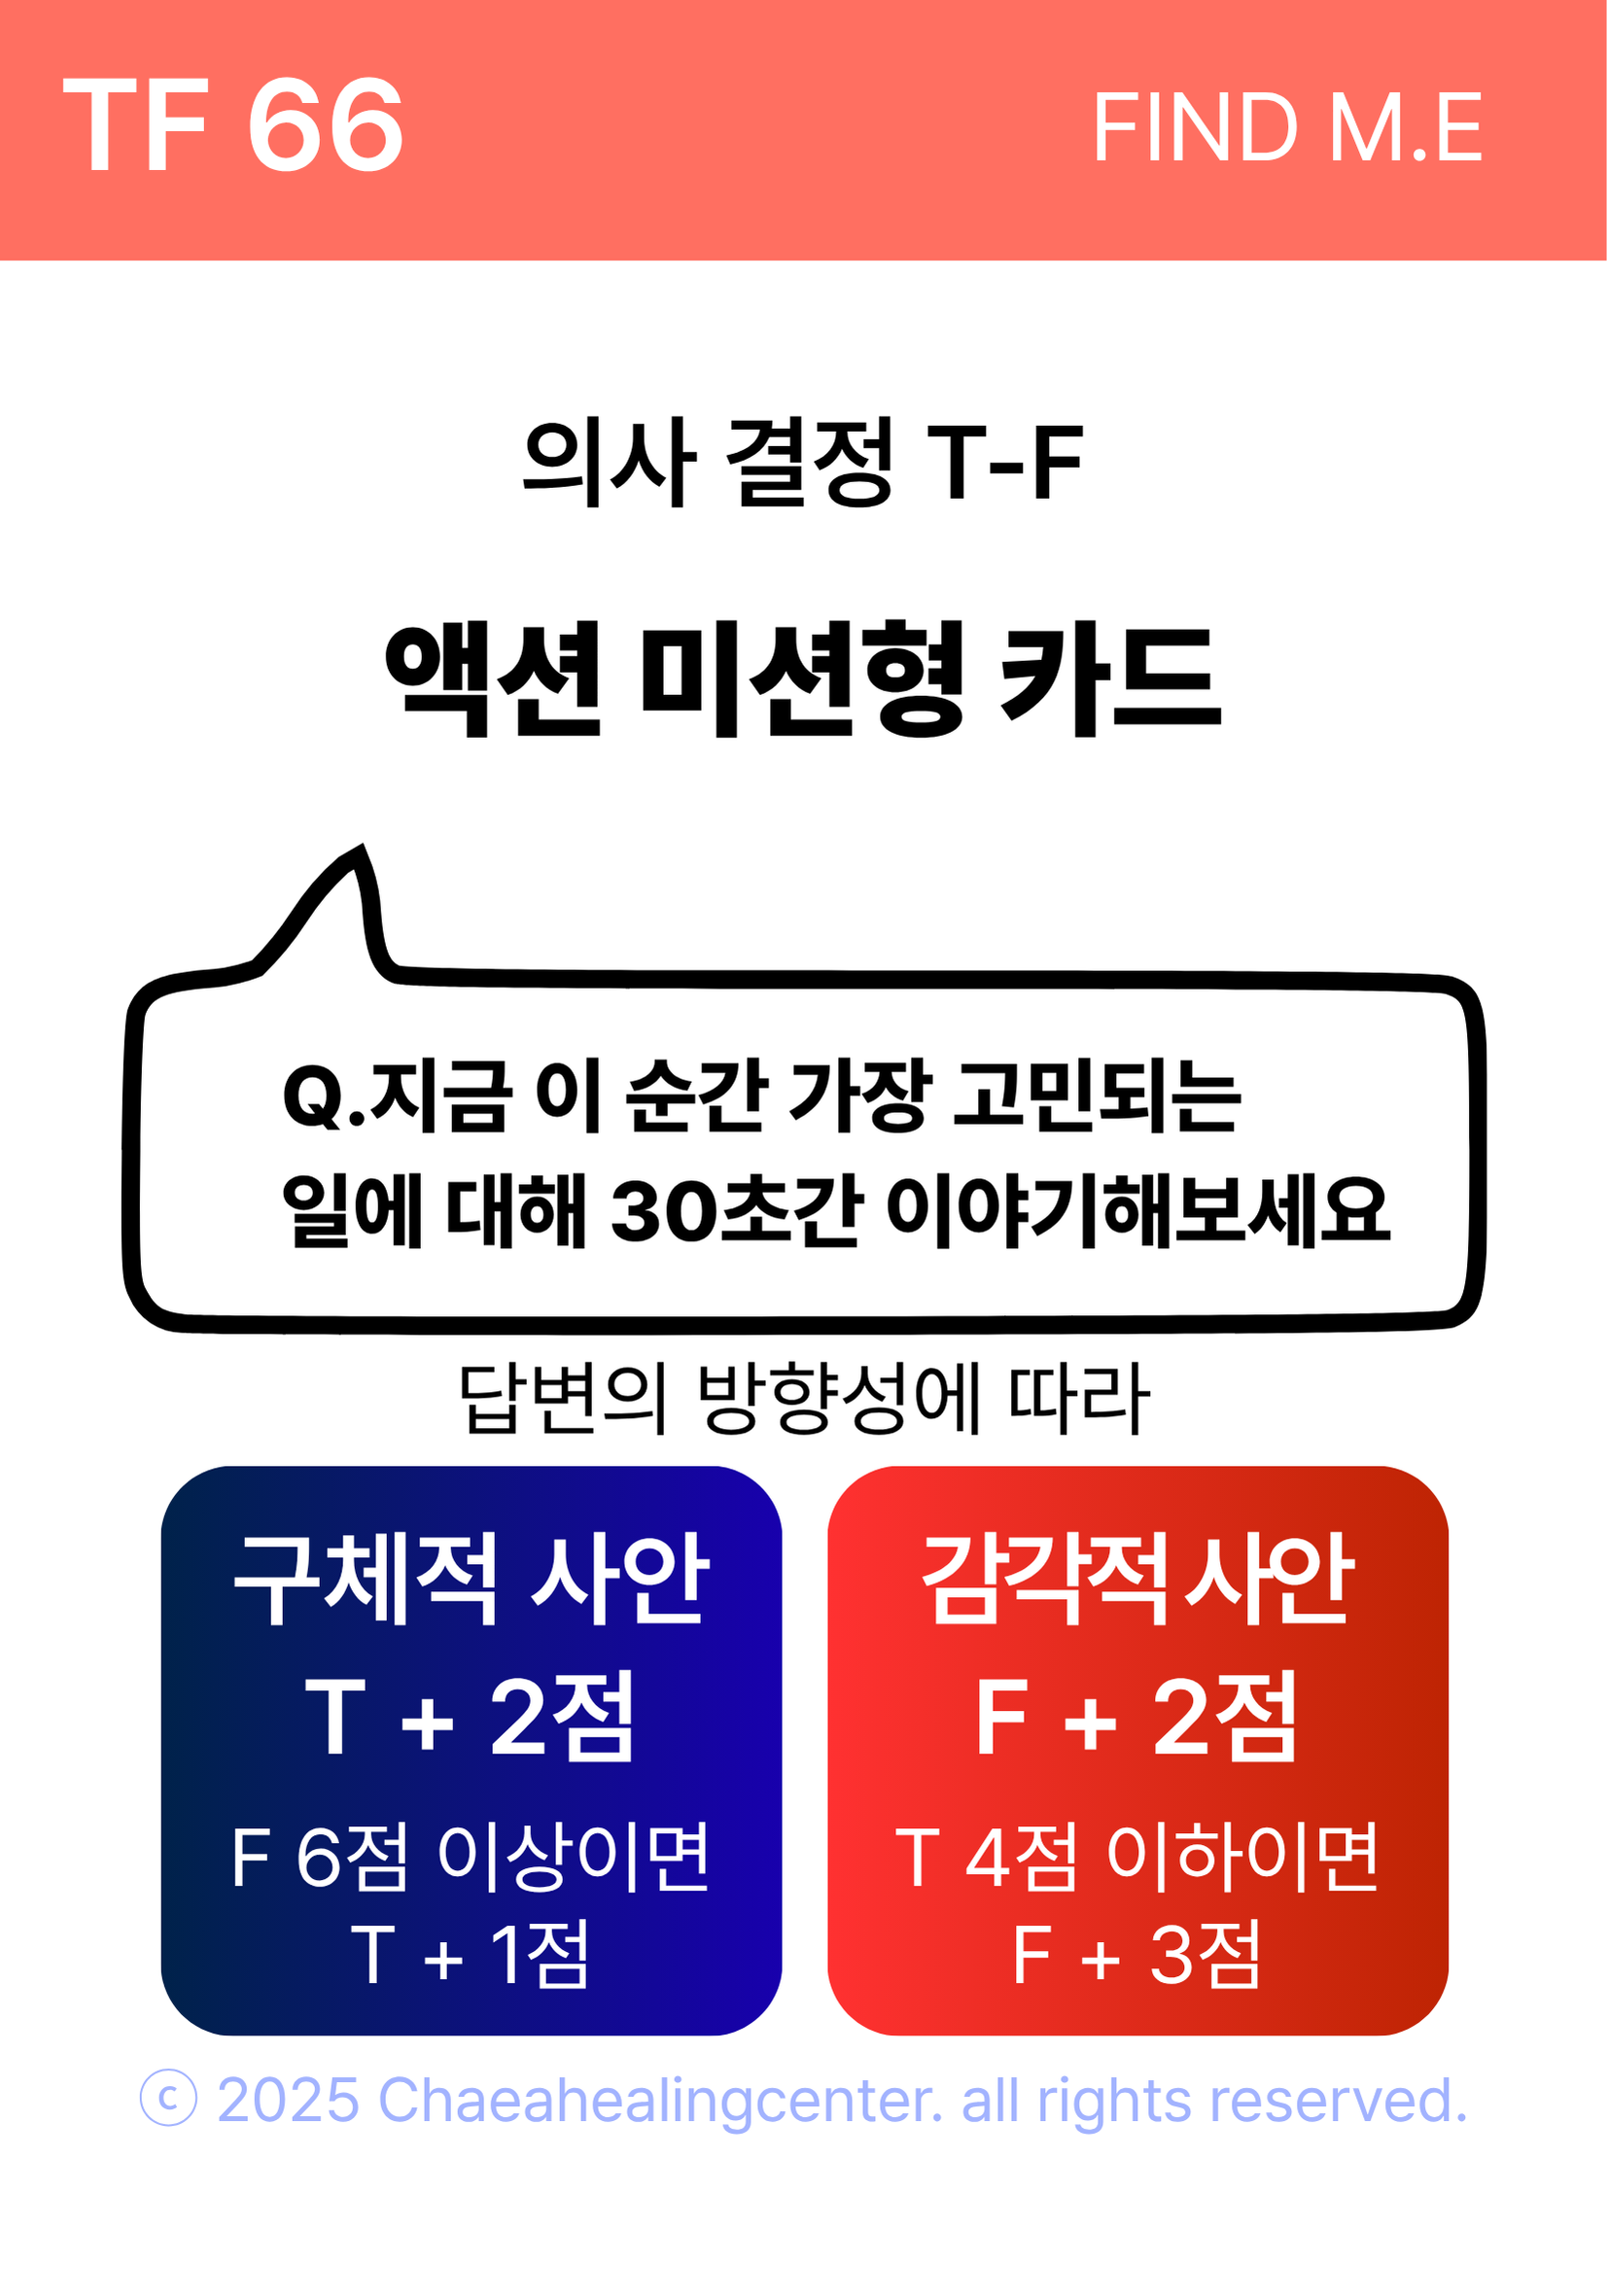 TF 66
FIND M.E
의사 결정 T-F
액션 미션형 카드
Q.지금 이 순간 가장 고민되는
일에 대해 30초간 이야기해보세요
답변의 방향성에 따라
구체적 사안
T + 2점
F 6점 이상이면
T + 1점
감각적 사안
F + 2점
T 4점 이하이면
F + 3점
ⓒ 2025 Chaeahealingcenter. all rights reserved.